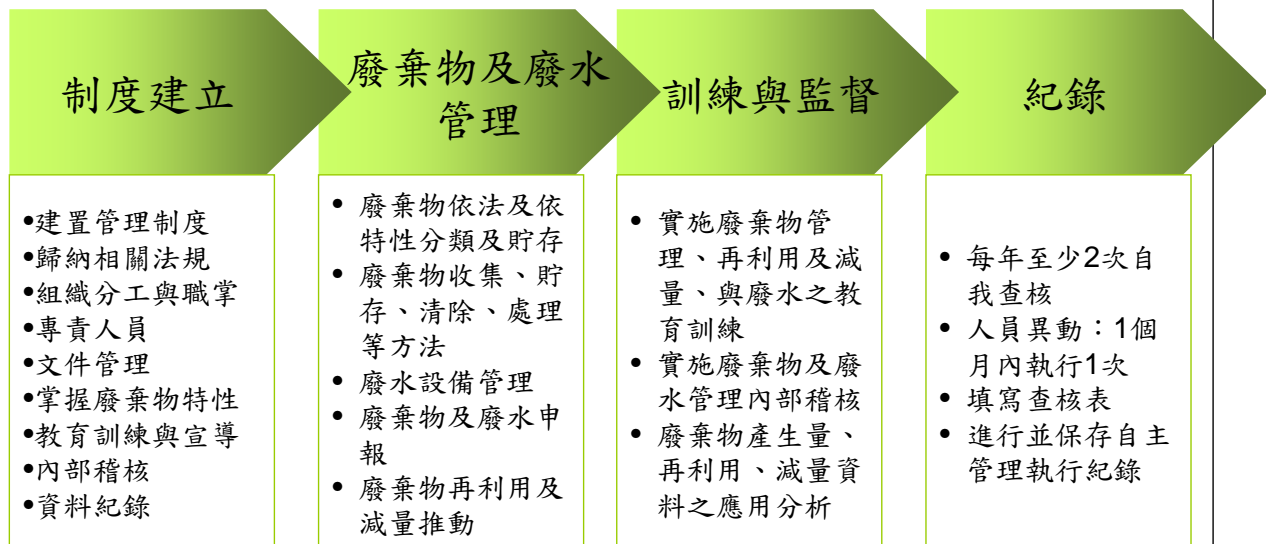 制度建立
•建置管理制度
•歸納相關法規
•組織分工與職掌
•專責人員
•文件管理
•掌握廢棄物特性
•教育訓練與宣導
•內部稽核
•資料紀錄
廢棄物及廢水
管理
• 廢棄物依法及依
特性分類及貯存
• 廢棄物收集、貯
存、清除、處理
等方法
• 廢水設備管理
• 廢棄物及廢水申
報
• 廢棄物再利用及
減量推動
訓練與監督
• 實施廢棄物管
理、再利用及減
量、與廢水之教
育訓練
• 實施廢棄物及廢
水管理內部稽核
• 廢棄物產生量、
再利用、減量資
料之應用分析
紀錄
• 每年至少2次自
我查核
• 人員異動：1個
月內執行1次
• 填寫查核表
• 進行並保存自主
管理執行紀錄